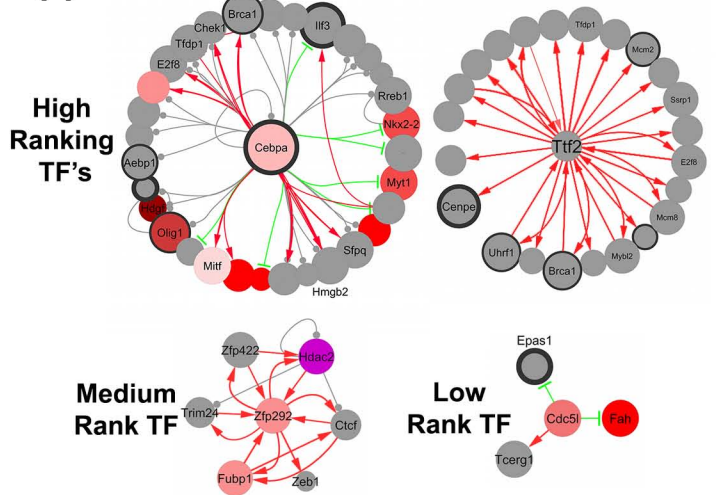 High
Ranking
TF's
Brca1
Ilf3
Chek1
Tfdp1
E2f8
Rreb1
Nkx2-2
Cebpa
Aebp1
Myt1
Olig1
Sfpq
Mitf
Hmgb2
Tfdp1
Mcm2
Ssrp1
Ttf2
E2f8
Cenpe
Mcm8
Uhrf1
Mybl2
Brca1
Medium
Rank TF
Zfp422
Hdac2
Trim24
Zfp292
Ctcf
Fubp1
Zeb1
Low
Rank TF
Epas1
Cdc5l
Fah
Tcerg1